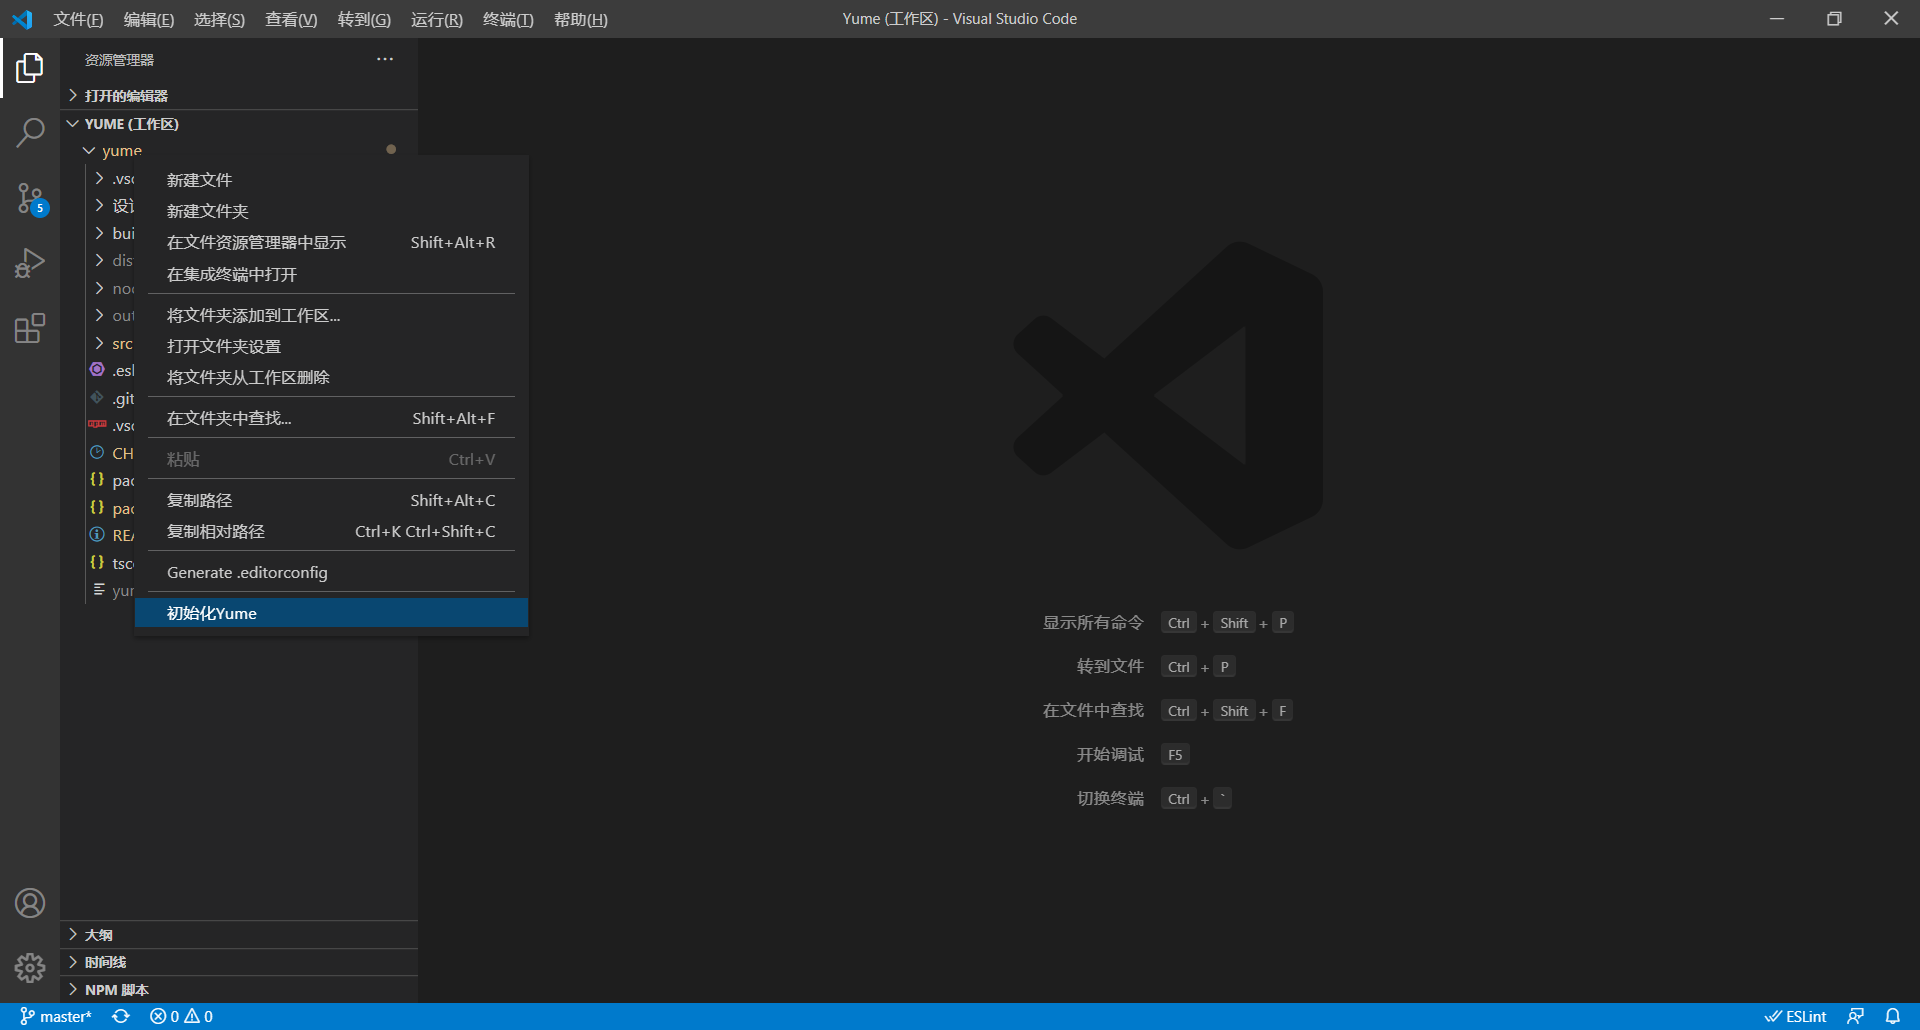 文件(F) 编辑(E) 选择(S) 查看(V) 转到(G) 运行(R) 终端(T) 帮助(H) Yume (工作区) - Visual Studio Code
资源管理器
打开的编辑器
YUME (工作区)
yume
.vsc
设计
bui
dis
noc
out
src
.esl
.git
.vsc
CH
pac
pac
REA
tsco
yur
5
新建文件
新建文件夹
在文件资源管理器中显示 Shift+Alt+R
在集成终端中打开
将文件夹添加到工作区...
打开文件夹设置
将文件夹从工作区删除
在文件夹中查找... Shift+Alt+F
粘贴 Ctrl+V
复制路径 Shift+Alt+C
复制相对路径 Ctrl+K Ctrl+Shift+C
Generate .editorconfig
初始化Yume
显示所有命令 Ctrl + Shift + P
转到文件 Ctrl + P
在文件中查找 Ctrl + Shift + F
开始调试 F5
切换终端 Ctrl + `
大纲
时间线
NPM 脚本
master* 0 0 ESLint